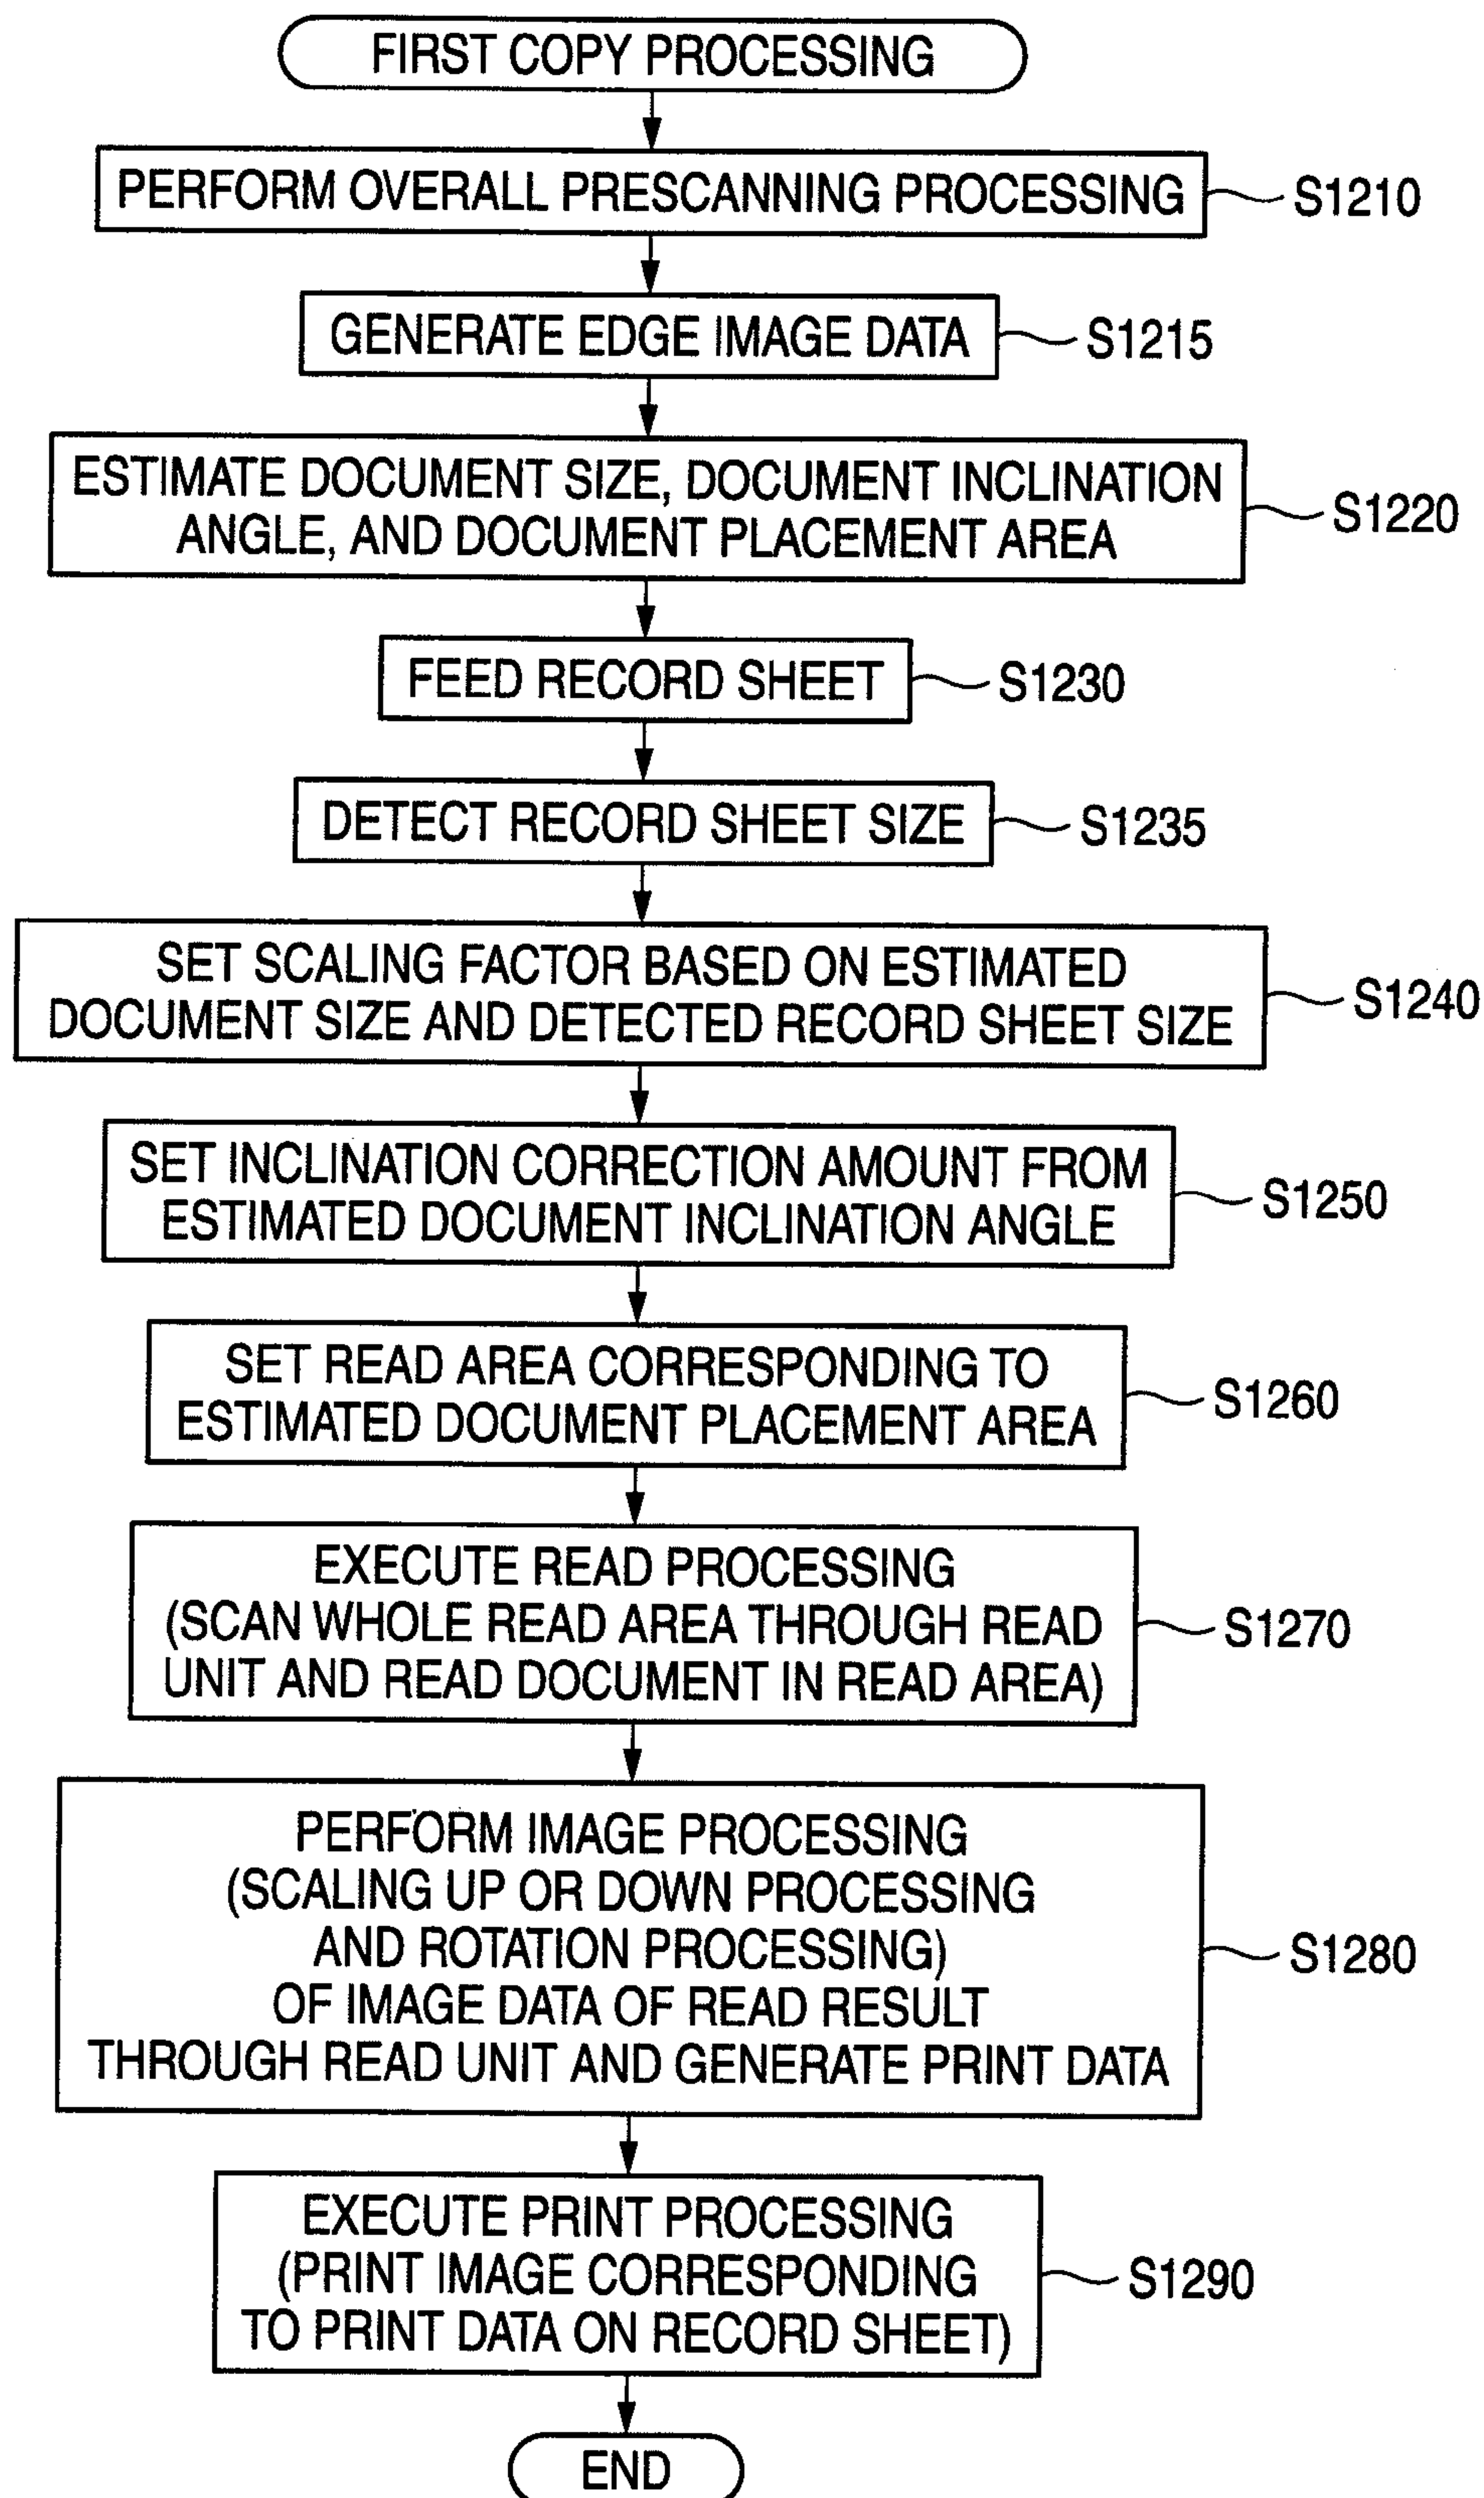 FIRST COPY PROCESSING
PERFORM OVERALL PRESCANNING PROCESSING
S1210
GENERATE EDGE IMAGE DATA
S1215
ESTIMATE DOCUMENT SIZE, DOCUMENT INCLINATION
ANGLE, AND DOCUMENT PLACEMENT AREA
S1220
FEED RECORD SHEET
S1230
DETECT RECORD SHEET SIZE
S1235
SET SCALING FACTOR BASED ON ESTIMATED
DOCUMENT SIZE AND DETECTED RECORD SHEET SIZE
S1240
SET INCLINATION CORRECTION AMOUNT FROM
ESTIMATED DOCUMENT INCLINATION ANGLE
S1250
SET READ AREA CORRESPONDING TO
ESTIMATED DOCUMENT PLACEMENT AREA
S1260
EXECUTE READ PROCESSING
(SCAN WHOLE READ AREA THROUGH READ
UNIT AND READ DOCUMENT IN READ AREA)
S1270
PERFORM IMAGE PROCESSING
(SCALING UP OR DOWN PROCESSING
AND ROTATION PROCESSING)
OF IMAGE DATA OF READ RESULT
THROUGH READ UNIT AND GENERATE PRINT DATA
S1280
EXECUTE PRINT PROCESSING
(PRINT IMAGE CORRESPONDING
TO PRINT DATA ON RECORD SHEET)
S1290
END